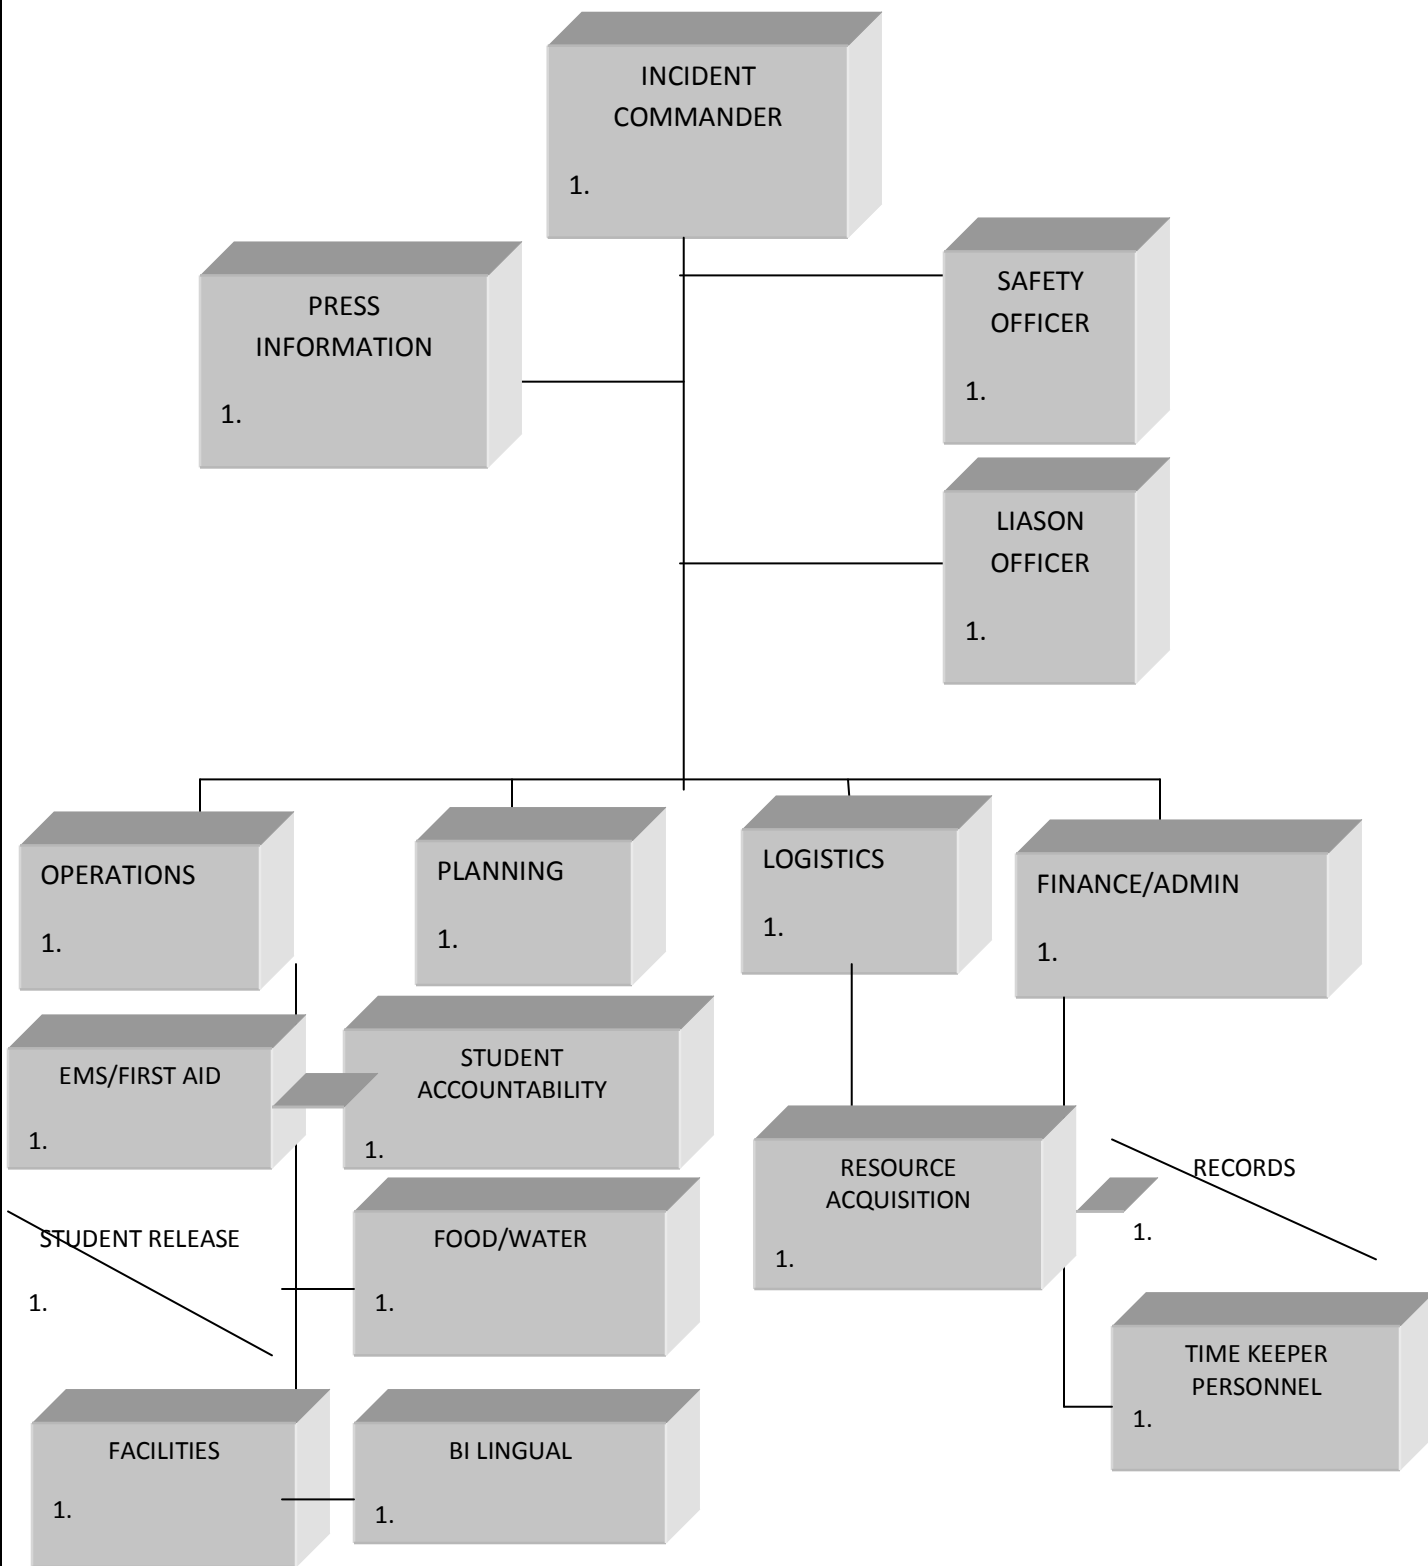 INCIDENT
COMMANDER
1.
PRESS
INFORMATION
1.
SAFETY
OFFICER
1.
LIASON
OFFICER
1.
OPERATIONS
1.
PLANNING
1.
LOGISTICS
1.
FINANCE/ADMIN
1.
EMS/FIRST AID
1.
STUDENT
ACCOUNTABILITY
1.
RESOURCE
ACQUISITION
1.
RECORDS
1.
STUDENT RELEASE
1.
FOOD/WATER
1.
TIME KEEPER
PERSONNEL
1.
FACILITIES
1.
BI LINGUAL
1.